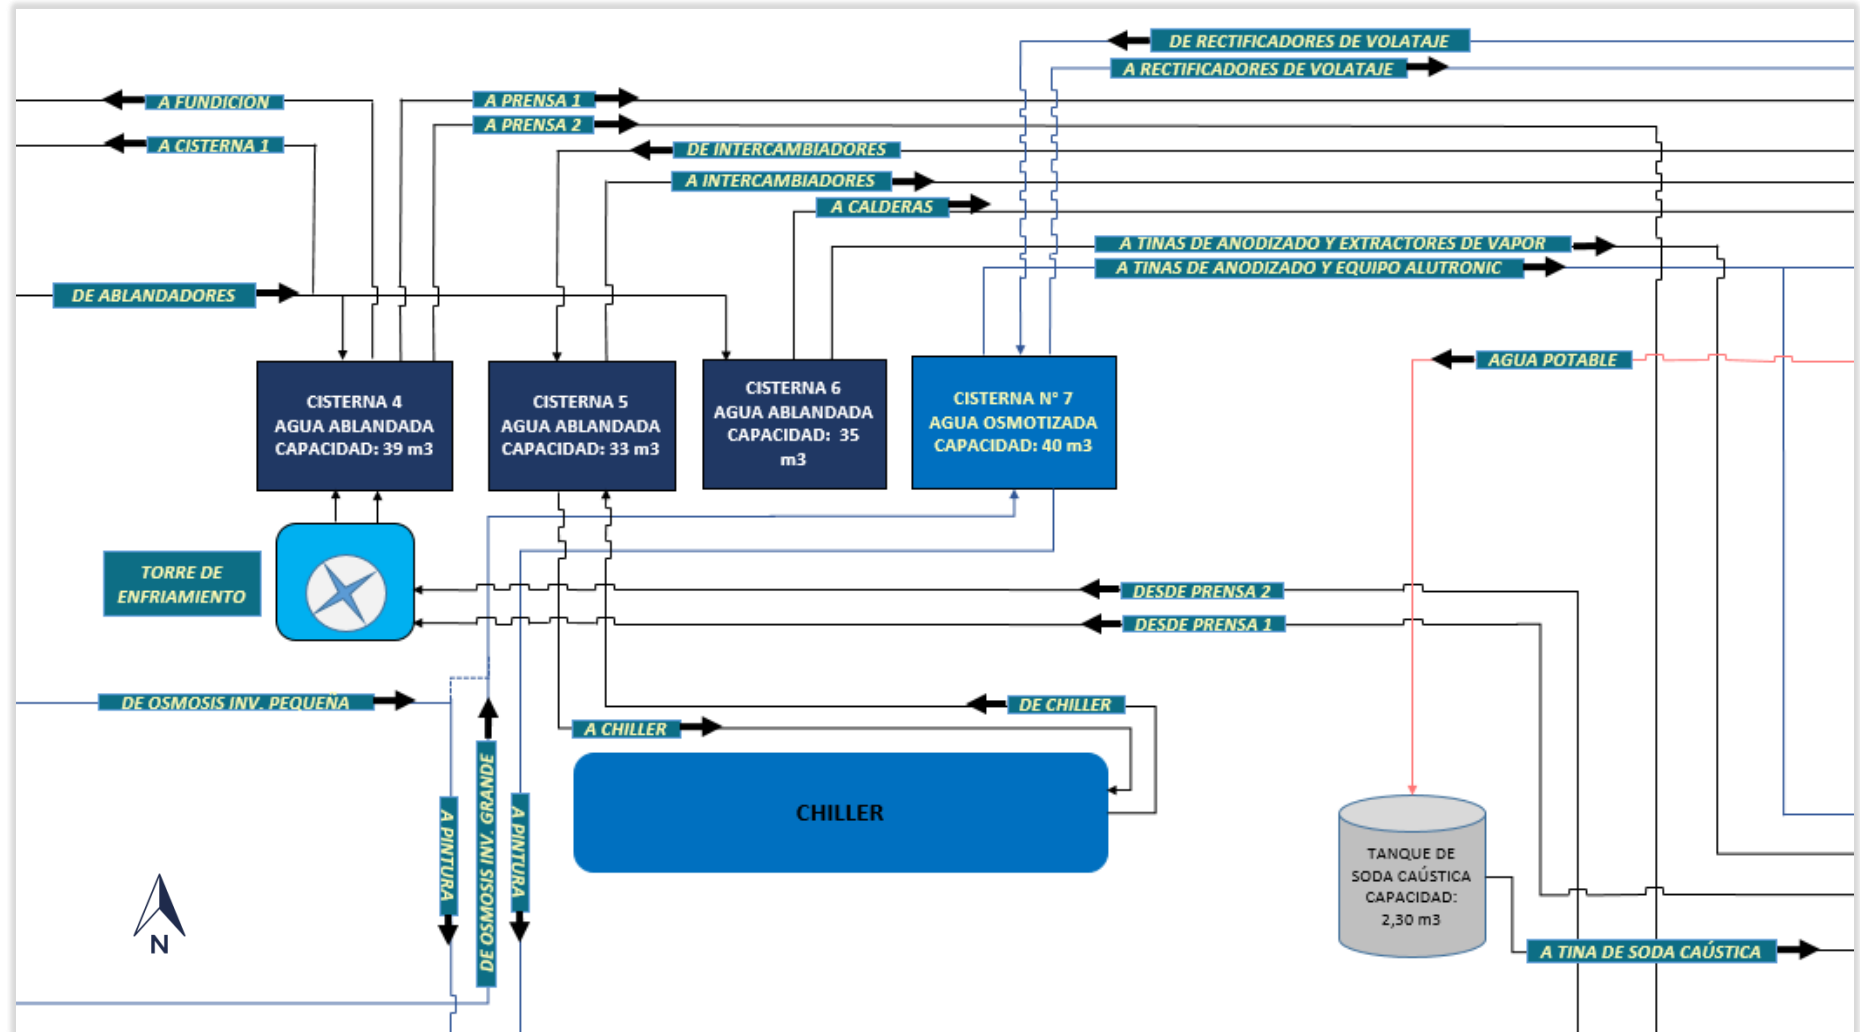 DE RECTIFICADORES DE VOLATAJE
A RECTIFICADORES DE VOLATAJE
A FUNDICION
A PRENSA 1
A PRENSA 2
A CISTERNA 1
DE INTERCAMBIADORES
A INTERCAMBIADORES
A CALDERAS
A TINAS DE ANODIZADO Y EXTRACTORES DE VAPOR
A TINAS DE ANODIZADO Y EQUIPO ALUTRONIC
DE ABLANDADORES
AGUA POTABLE
CISTERNA 4
AGUA ABLANDADA
CAPACIDAD: 39 m3
CISTERNA 5
AGUA ABLANDADA
CAPACIDAD: 33 m3
CISTERNA 6
AGUA ABLANDADA
CAPACIDAD: 35
m3
CISTERNA N° 7
AGUA OSMOTIZADA
CAPACIDAD: 40 m3
TORRE DE
ENFRIAMIENTO
DESDE PRENSA 2
DESDE PRENSA 1
DE OSMOSIS INV. PEQUEÑA
DE CHILLER
A CHILLER
A PINTURA
DE OSMOSIS INV. GRANDE
A PINTURA
CHILLER
TANQUE DE
SODA CAÚSTICA
CAPACIDAD:
2,30 m3
N
A TINA DE SODA CAÚSTICA